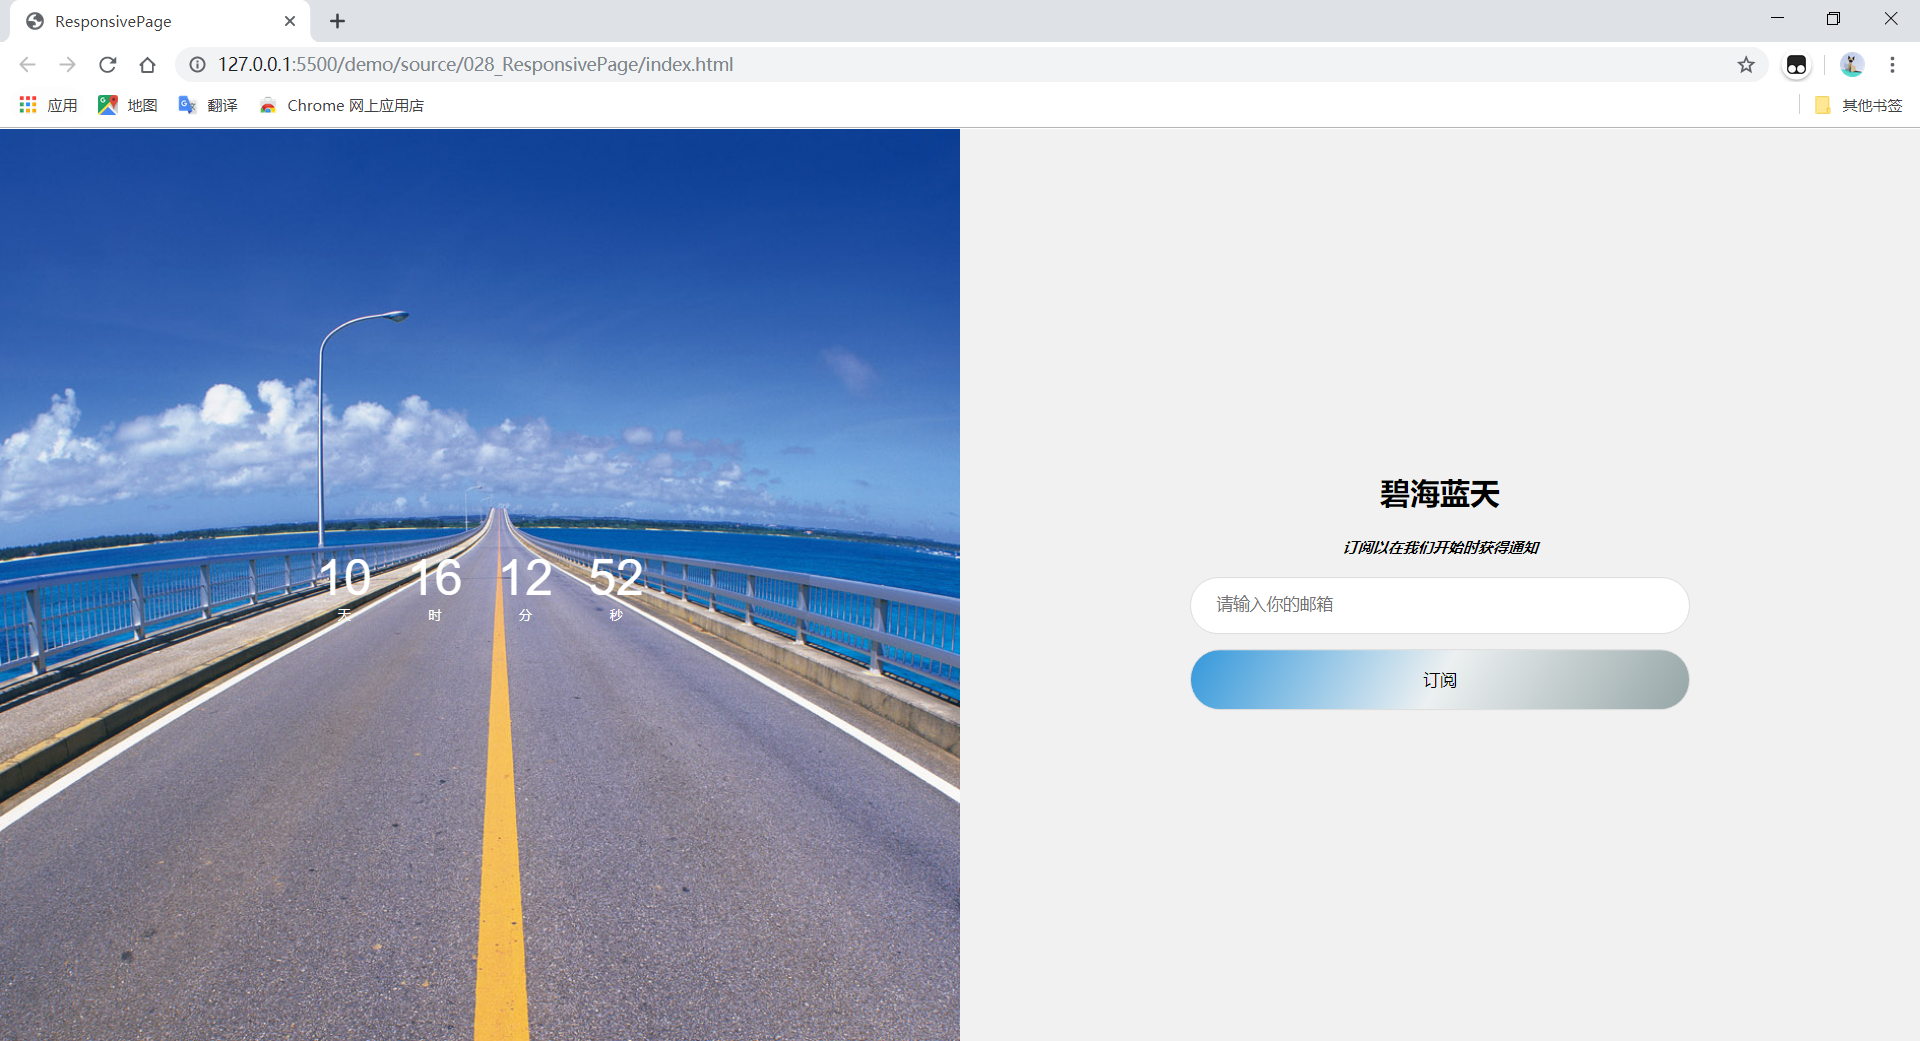 ResponsivePage
127.0.0.1:5500/demo/source/028_ResponsivePage/index.html
应用 地图 翻译 Chrome 网上应用店 其他书签
10 16 12 52
天 时 分 秒
碧海蓝天
订阅以在我们开始时获得通知
请输入你的邮箱
订阅